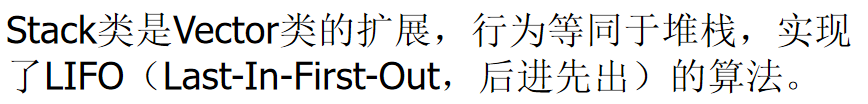 Stack类是Vector类的扩展，行为等同于堆栈，实现
了LIFO（Last-In-First-Out，后进先出）的算法。